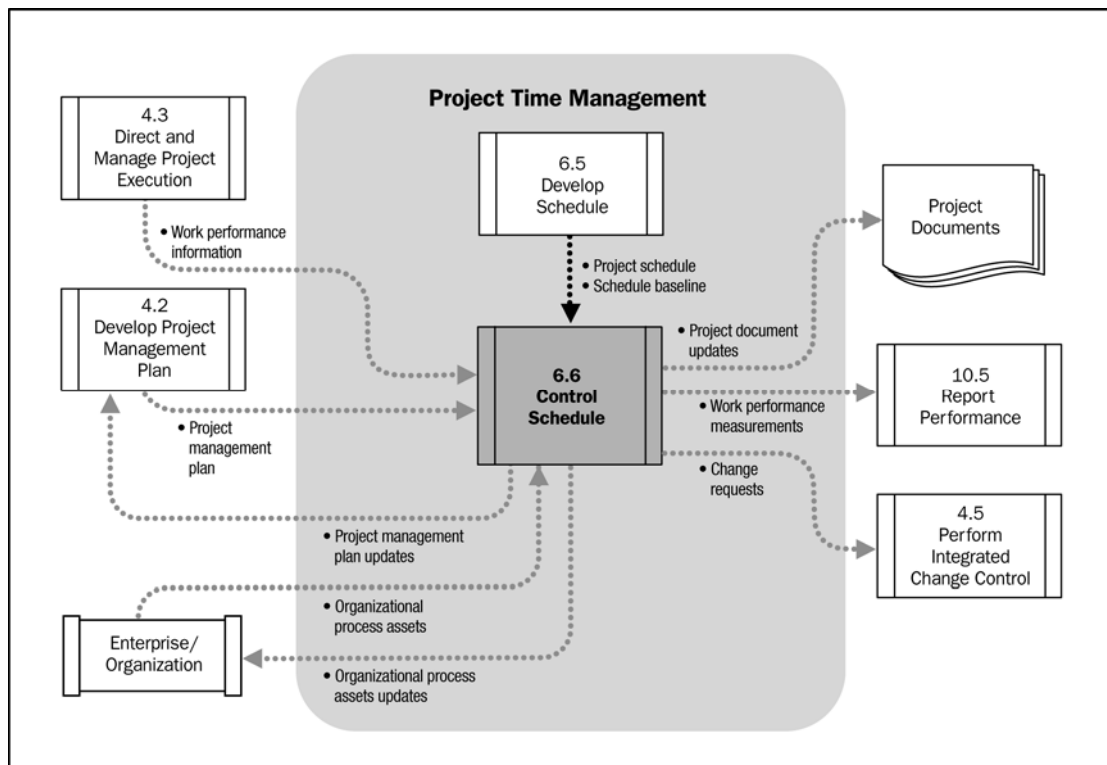 Project Time Management
4.3
Direct and
Manage Project
Execution
• Work performance
information
4.2
Develop Project
Management
Plan
• Project
management
plan
6.5
Develop
Schedule
• Project schedule
• Schedule baseline
6.6
Control
Schedule
• Project document
updates
• Work performance
measurements
• Change
requests
Project
Documents
10.5
Report
Performance
4.5
Perform
Integrated
Change Control
• Project management
plan updates
• Organizational
process assets
• Organizational process
assets updates
Enterprise/
Organization